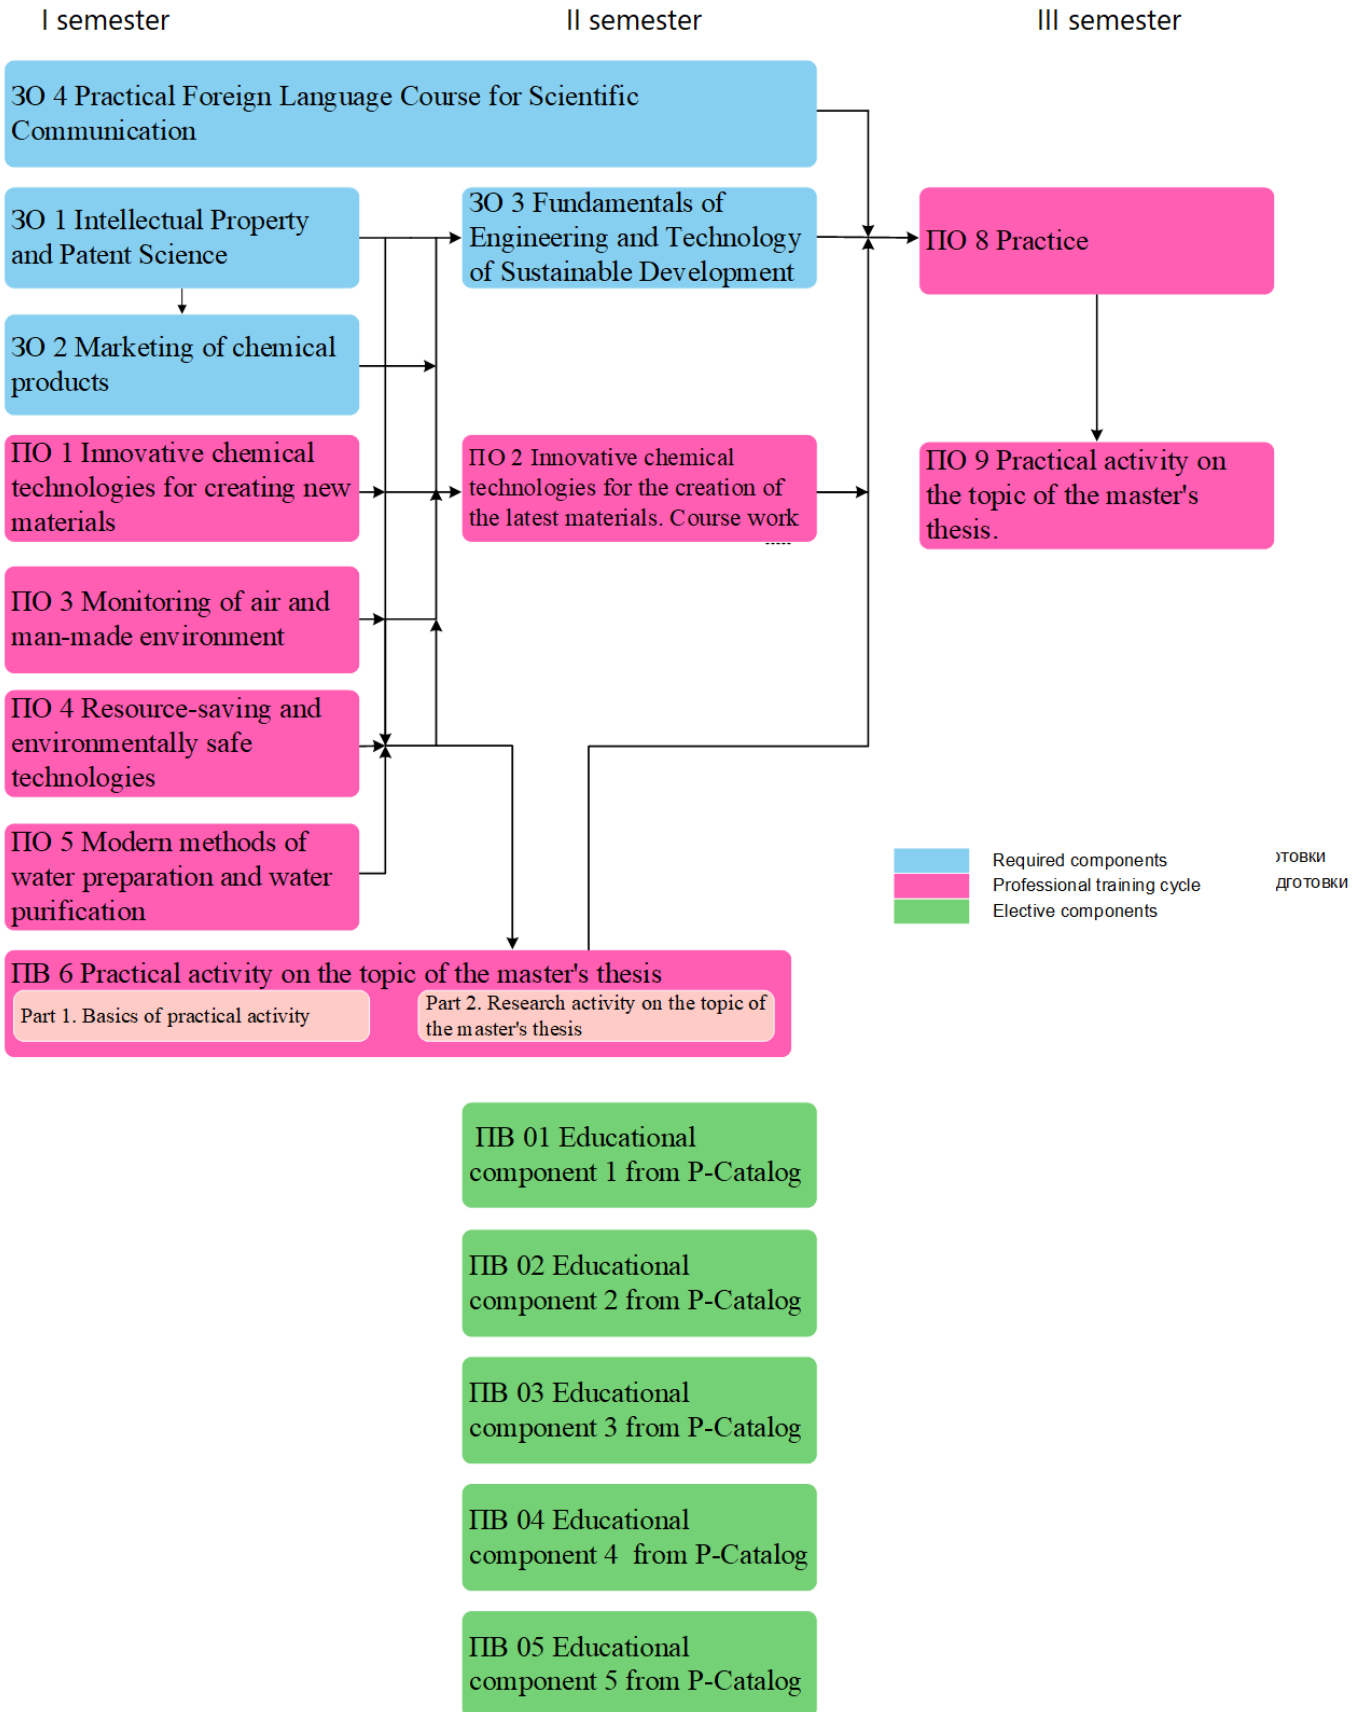 I semester
II semester
III semester
ЗО 4 Practical Foreign Language Course for Scientific
Communication
ЗО 1 Intellectual Property
and Patent Science
ЗО 3 Fundamentals of
Engineering and Technology
of Sustainable Development
ПО 8 Practice
ЗО 2 Marketing of chemical
products
ПО 1 Innovative chemical
technologies for creating new
materials
ПО 2 Innovative chemical
technologies for the creation of
the latest materials. Course work
ПО 9 Practical activity on
the topic of the master's
thesis.
ПО 3 Monitoring of air and
man-made environment
ПО 4 Resource-saving and
environmentally safe
technologies
ПО 5 Modern methods of
water preparation and water
purification
Required components
Professional training cycle
Elective components
отовки
дготовки
ПВ 6 Practical activity on the topic of the master's thesis
Part 1. Basics of practical activity
Part 2. Research activity on the topic of
the master's thesis
ПВ 01 Educational
component 1 from P-Catalog
ПВ 02 Educational
component 2 from P-Catalog
ПВ 03 Educational
component 3 from P-Catalog
ПВ 04 Educational
component 4 from P-Catalog
ПВ 05 Educational
component 5 from P-Catalog